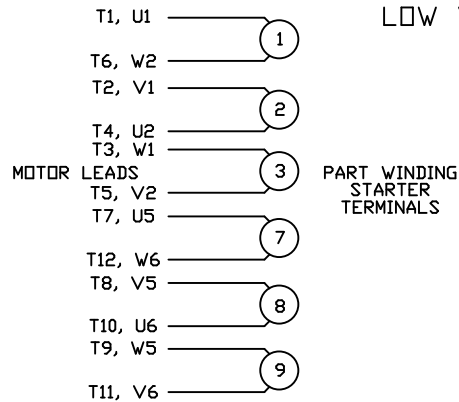 T1, U1
LOW
1
T6, W2
T2, V1
2
T4, U2
T3, W1
MOTOR LEADS
3
PART WINDING
STARTER
TERMINALS
T5, V2
T7, U5
7
T12, W6
T8, V5
8
T10, U6
T9, W5
9
T11, V6